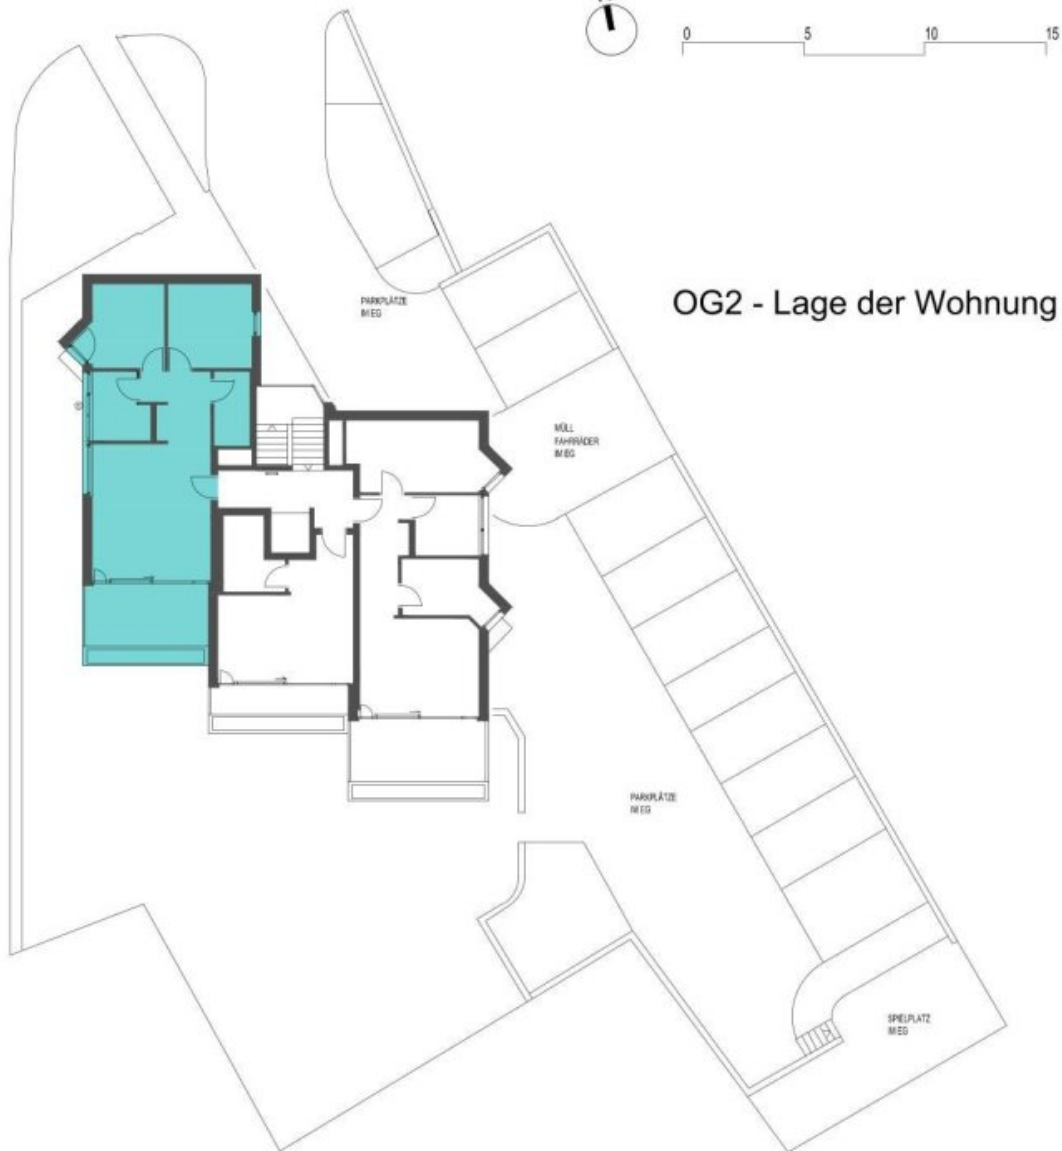 0 5 10 15
OG2 - Lage der Wohnung
PARKPLÄTZE
IM EG
MÜLL
FAHRRÄDER
IM EG
PARKPLÄTZE
IM EG
SPIELPLATZ
IM EG